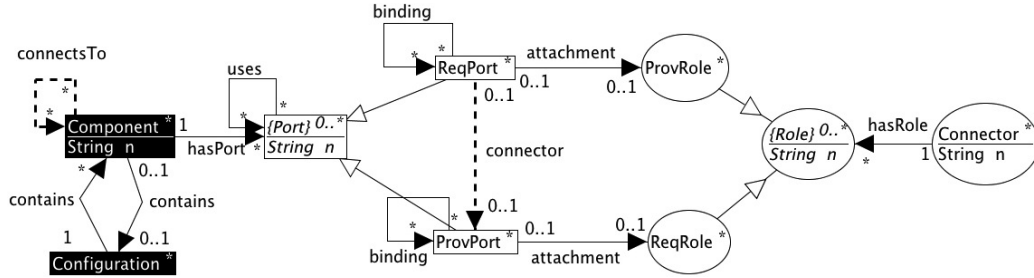 binding
* *
ReqPort *
attachment
0..1
0..1
0..1
ProvRole *
connectsTo
*
*
uses
*
*
Component *
String n
1
hasPort
*
{Port} 0..*
String n
connector
{Role} 0..*
String n
hasRole
*
1
Connector *
String n
*
0..1
contains
contains
1
0..1
Configuration *
0..1
*
*
binding
ProvPort *
0..1
attachment
0..1
ReqRole *